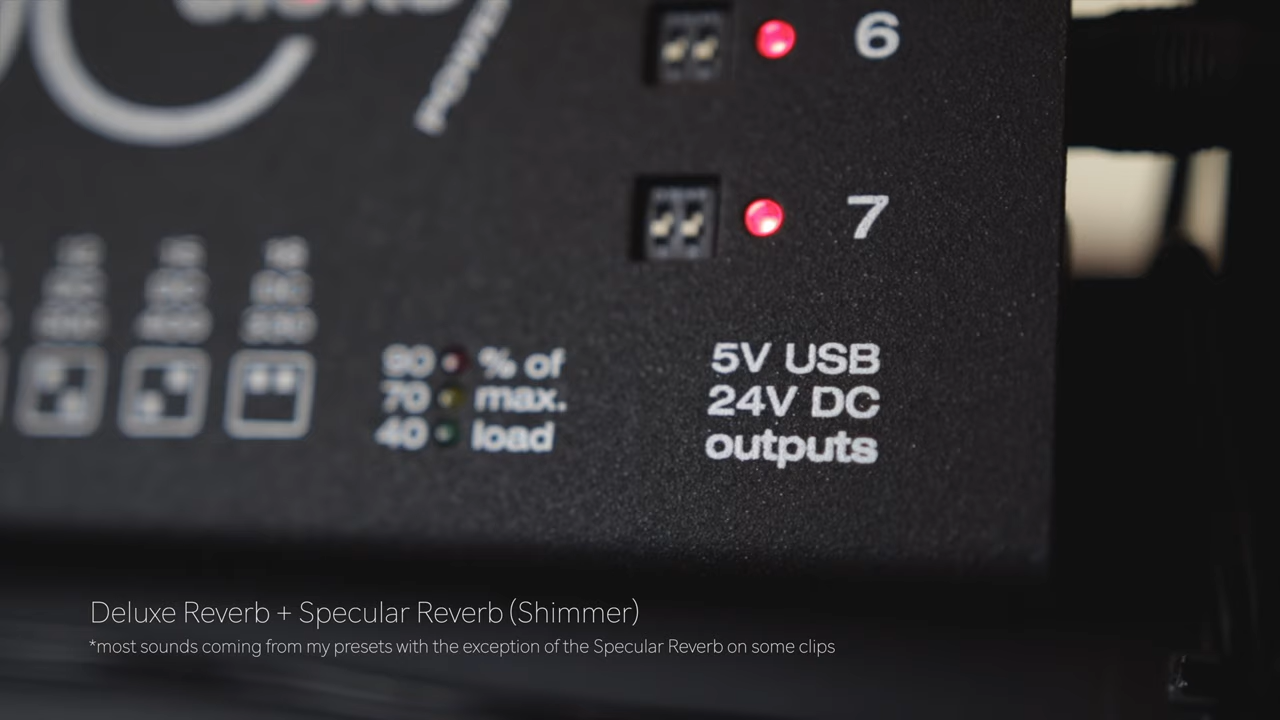 POWER
6
7
90 % of
70 max.
40 load
5V USB
24V DC
outputs
Deluxe Reverb + Specular Reverb (Shimmer)
*most sounds coming from my presets with the exception of the Specular Reverb on some clips